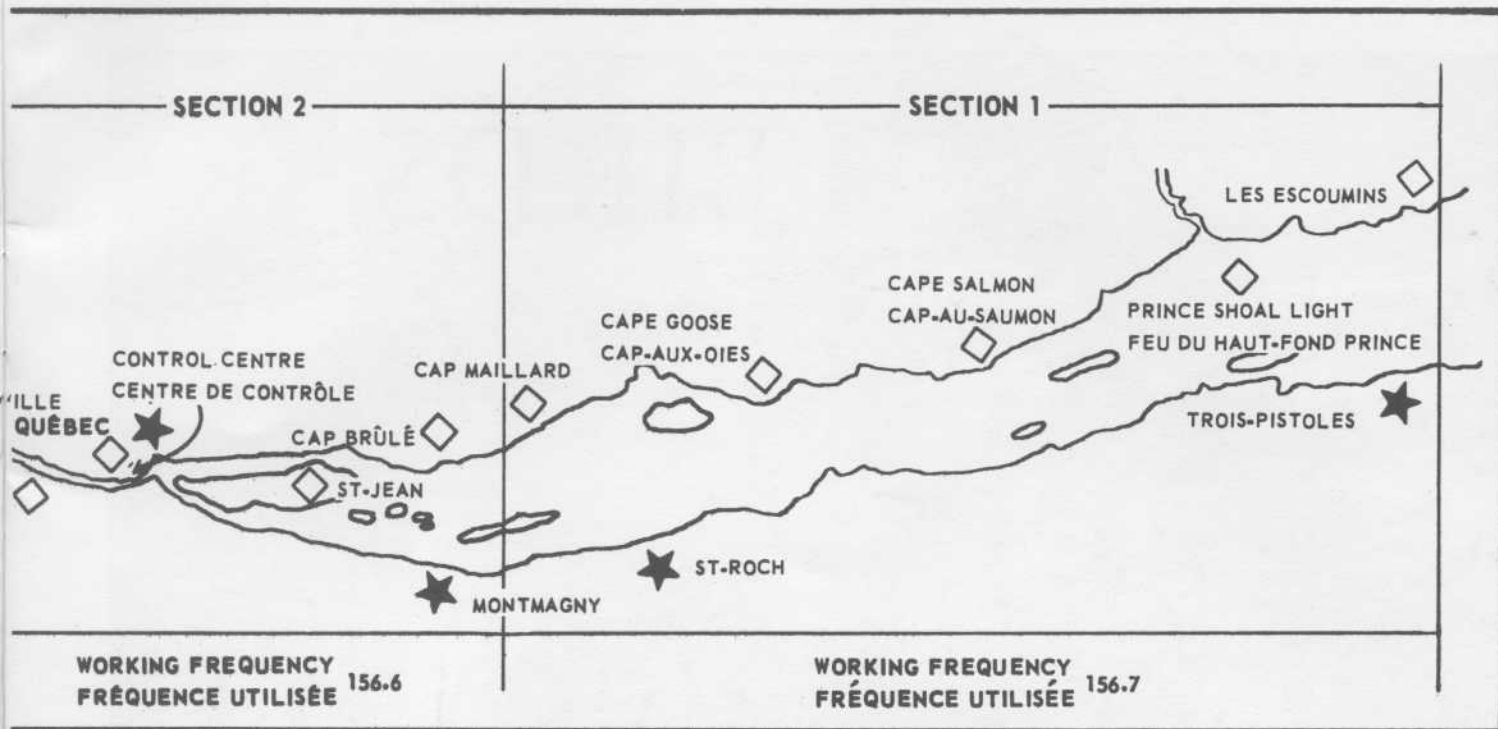 SECTION 2
SECTION 1
LES ESCOUMINS
CAPE SALMON
CAP-AU-SAUMON
PRINCE SHOAL LIGHT
FEU DU HAUT-FOND PRINCE
CAPE GOOSE
CAP-AUX-OIES
CONTROL CENTRE
CENTRE DE CONTRÔLE
CAP MAILLARD
QUÉBEC
CAP BRÛLÉ
TROIS-PISTOLES
ST-JEAN
ST-ROCH
MONTMAGNY
WORKING FREQUENCY
FRÉQUENCE UTILISÉE 156.6
WORKING FREQUENCY
FRÉQUENCE UTILISÉE 156.7